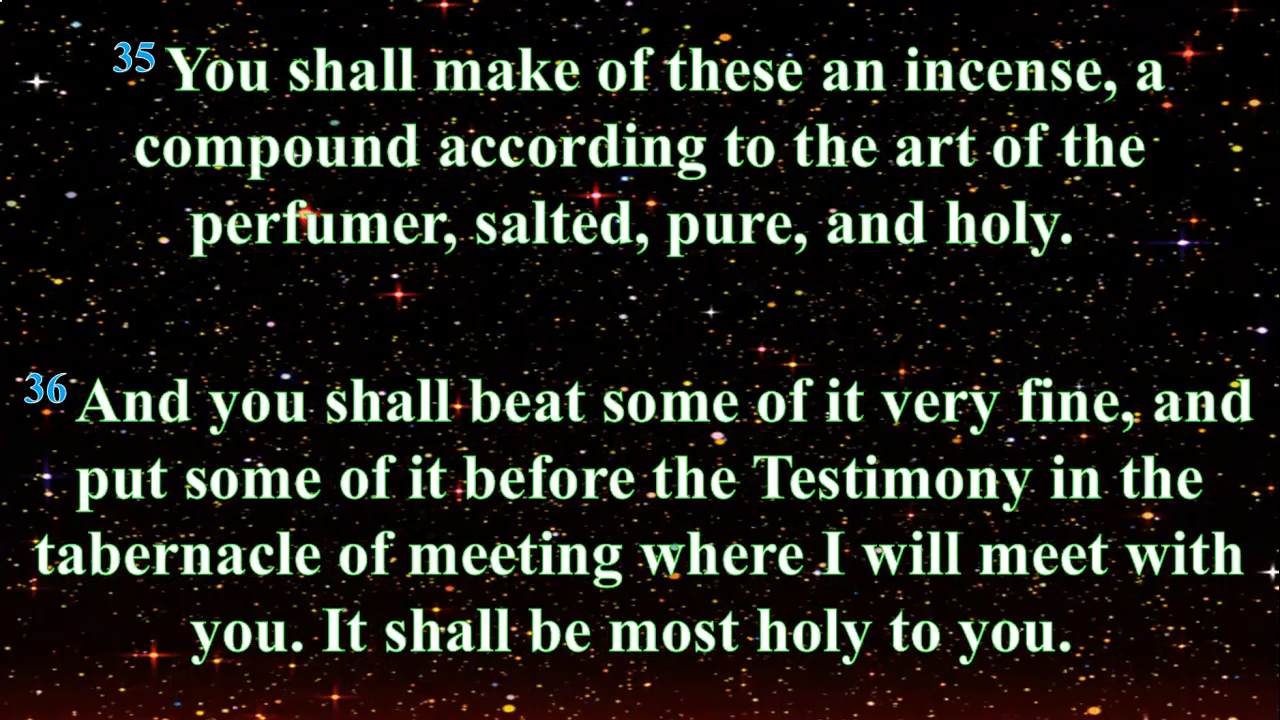 35 You shall make of these an incense, a
compound according to the art of the
perfumer, salted, pure, and holy.
36 And you shall beat some of it very fine, and
put some of it before the Testimony in the
tabernacle of meeting where I will meet with
you. It shall be most holy to you.